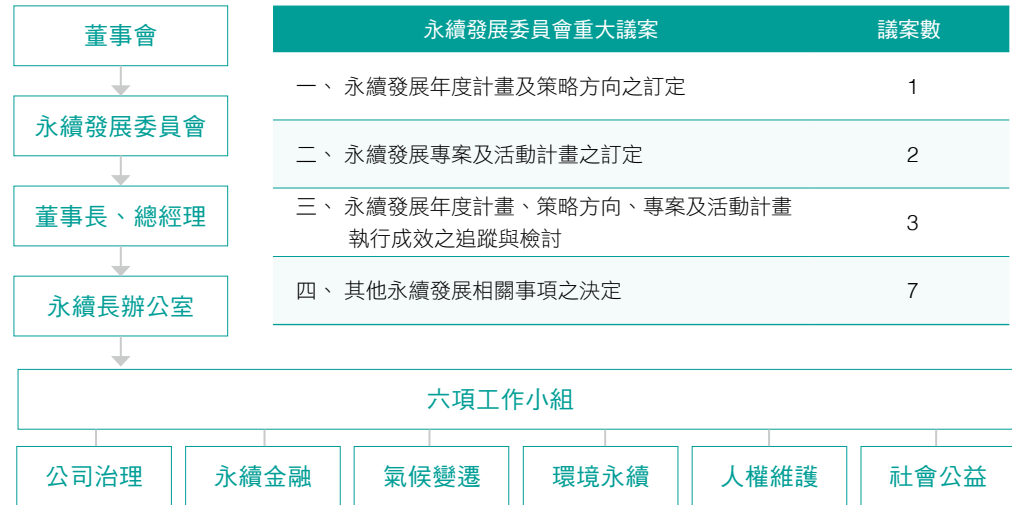 董事會
永續發展委員會
董事長、總經理
永續長辦公室
永續發展委員會重大議案 議案數
一、 永續發展年度計畫及策略方向之訂定 1
二、 永續發展專案及活動計畫之訂定 2
三、 永續發展年度計畫、策略方向、專案及活動計畫
執行成效之追蹤與檢討 3
四、 其他永續發展相關事項之決定 7
六項工作小組
公司治理 永續金融 氣候變遷 環境永續 人權維護 社會公益